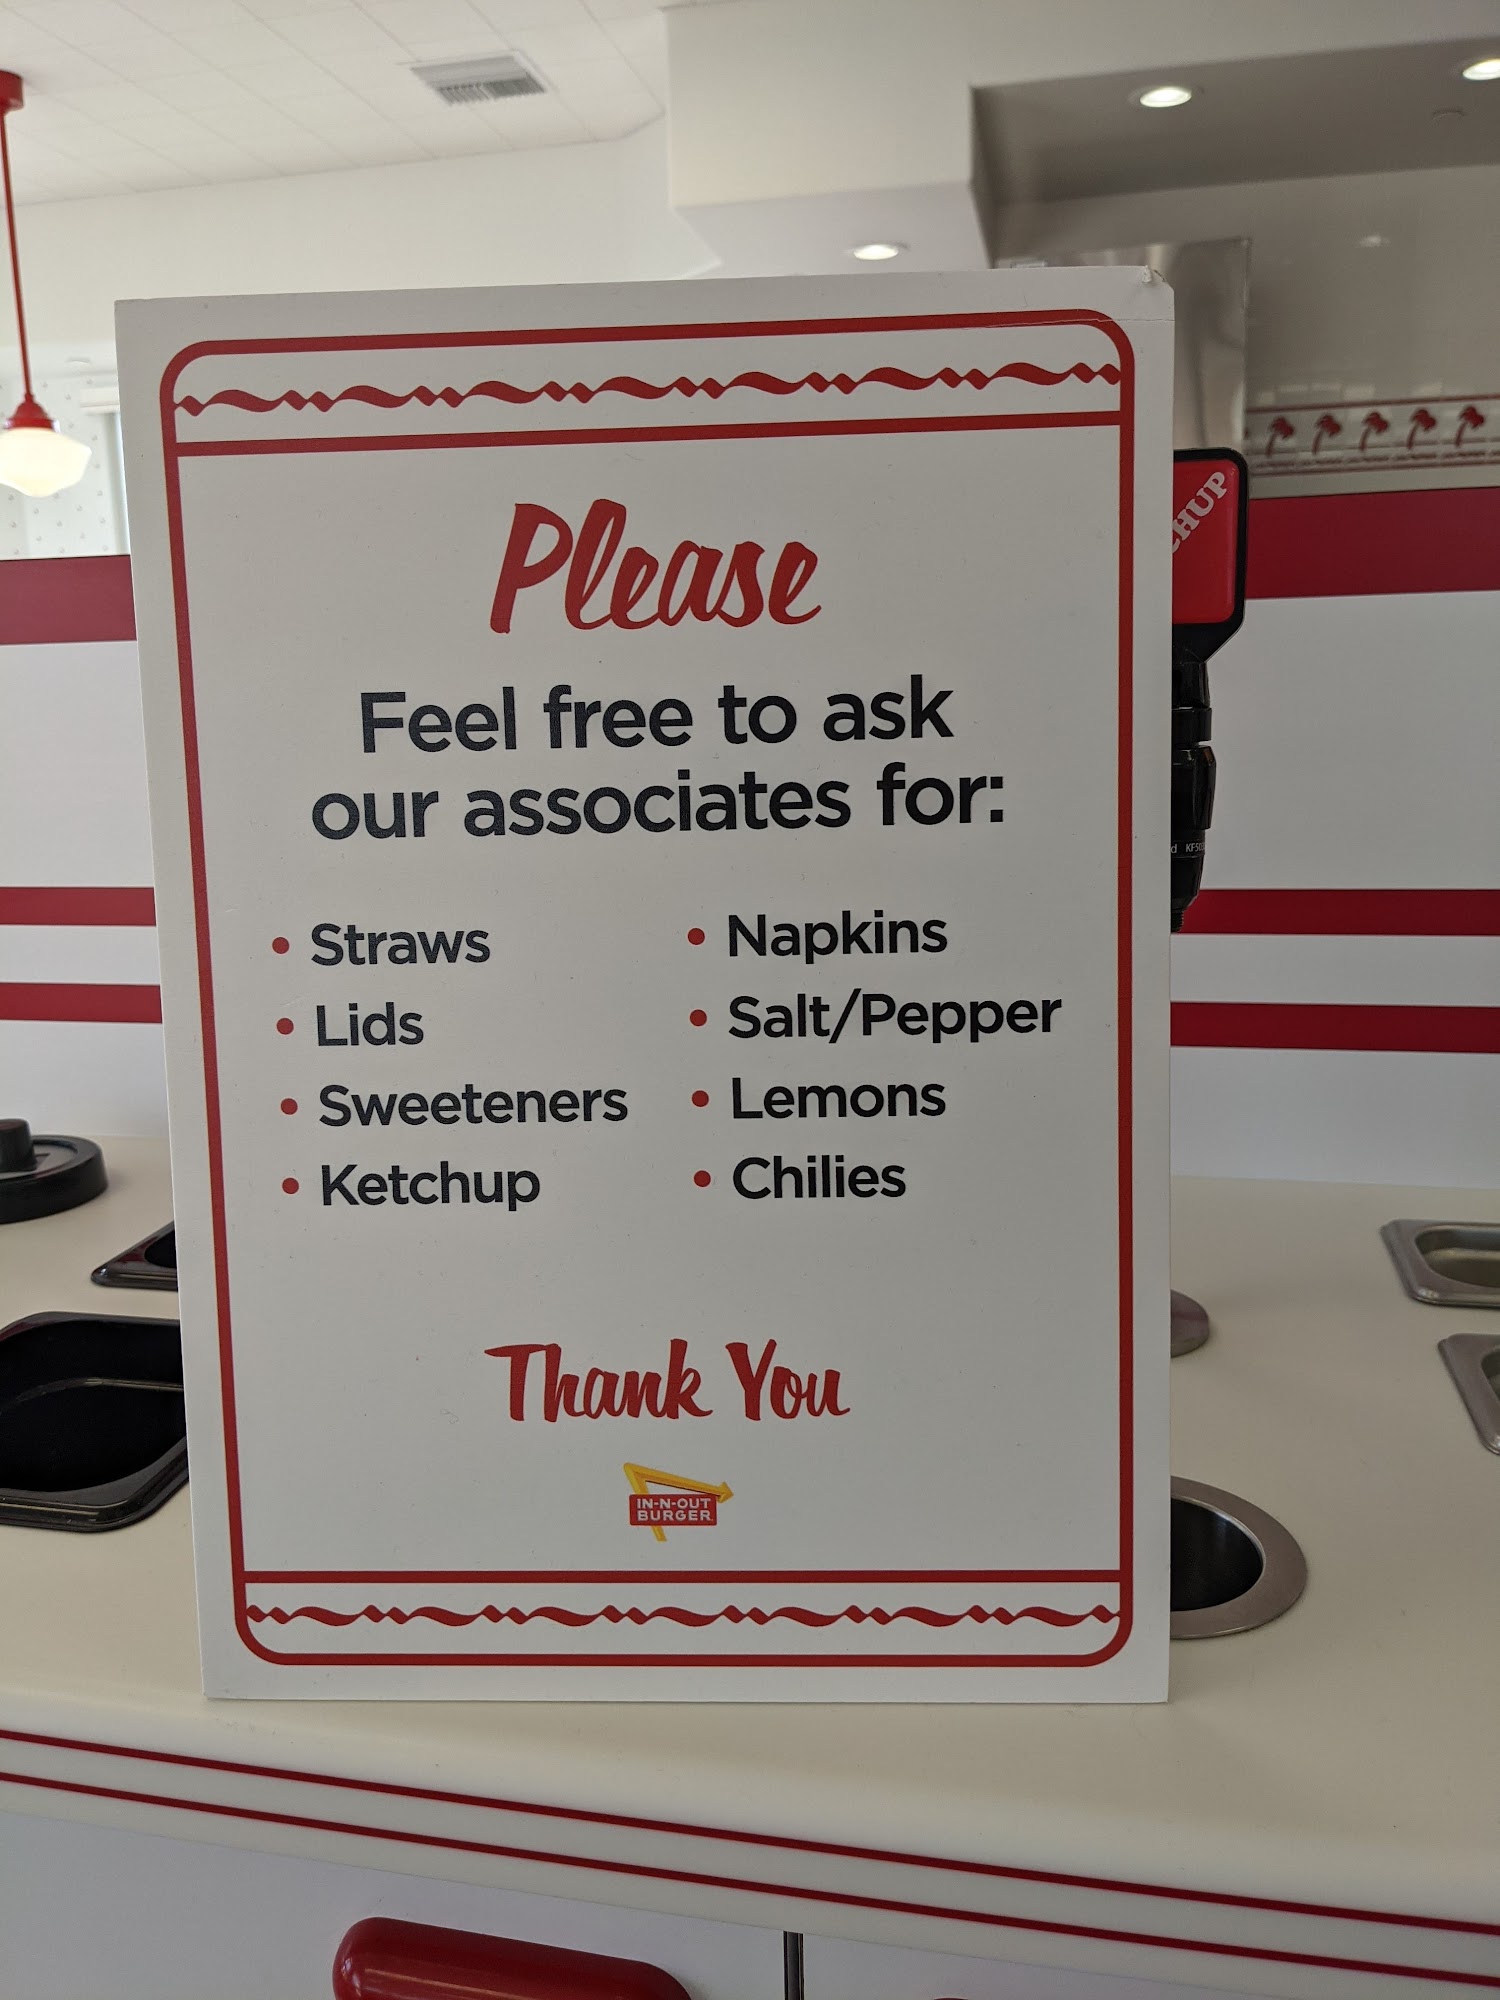 Please
Feel free to ask
our associates for:
• Straws
• Lids
• Sweeteners
• Ketchup
• Napkins
• Salt/Pepper
• Lemons
• Chilies
Thank You
IN-N-OUT
BURGER